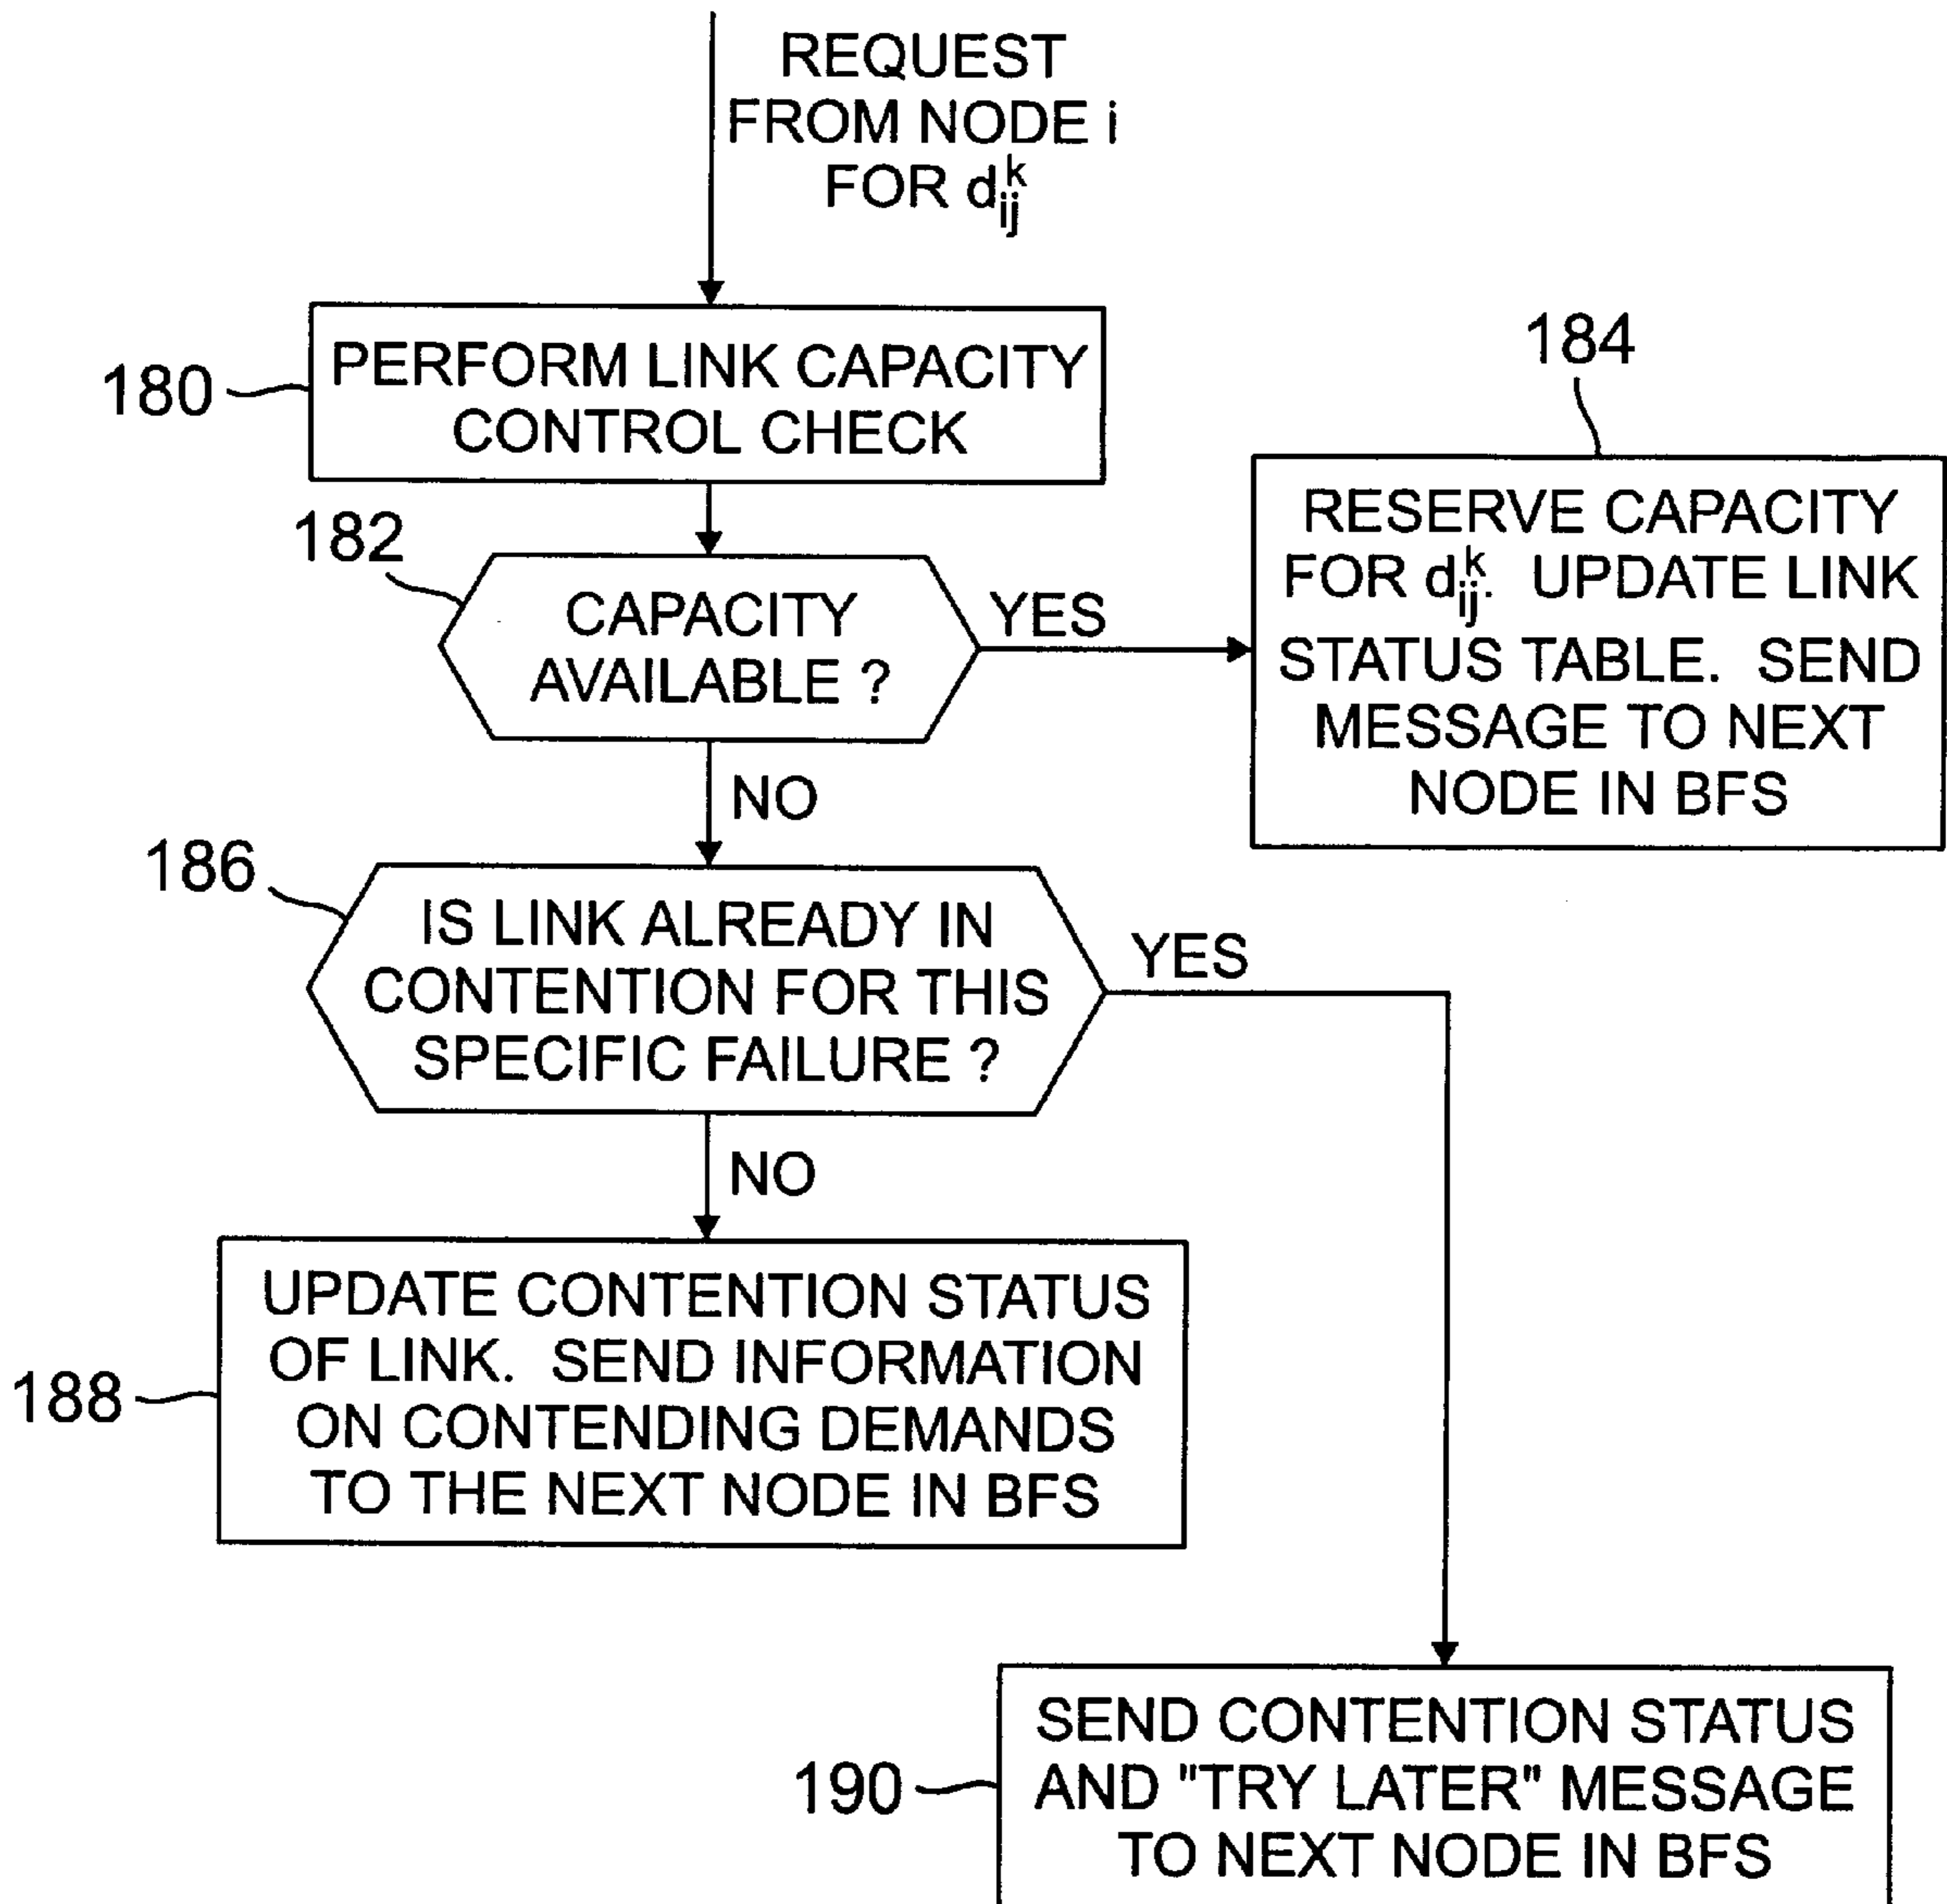 REQUEST
FROM NODE i
FOR d_ij^k
180
PERFORM LINK CAPACITY
CONTROL CHECK
182
CAPACITY
AVAILABLE ?
YES
184
RESERVE CAPACITY
FOR d_ij^k. UPDATE LINK
STATUS TABLE. SEND
MESSAGE TO NEXT
NODE IN BFS
NO
186
IS LINK ALREADY IN
CONTENTION FOR THIS
SPECIFIC FAILURE ?
YES
NO
188
UPDATE CONTENTION STATUS
OF LINK. SEND INFORMATION
ON CONTENDING DEMANDS
TO THE NEXT NODE IN BFS
190
SEND CONTENTION STATUS
AND "TRY LATER" MESSAGE
TO NEXT NODE IN BFS